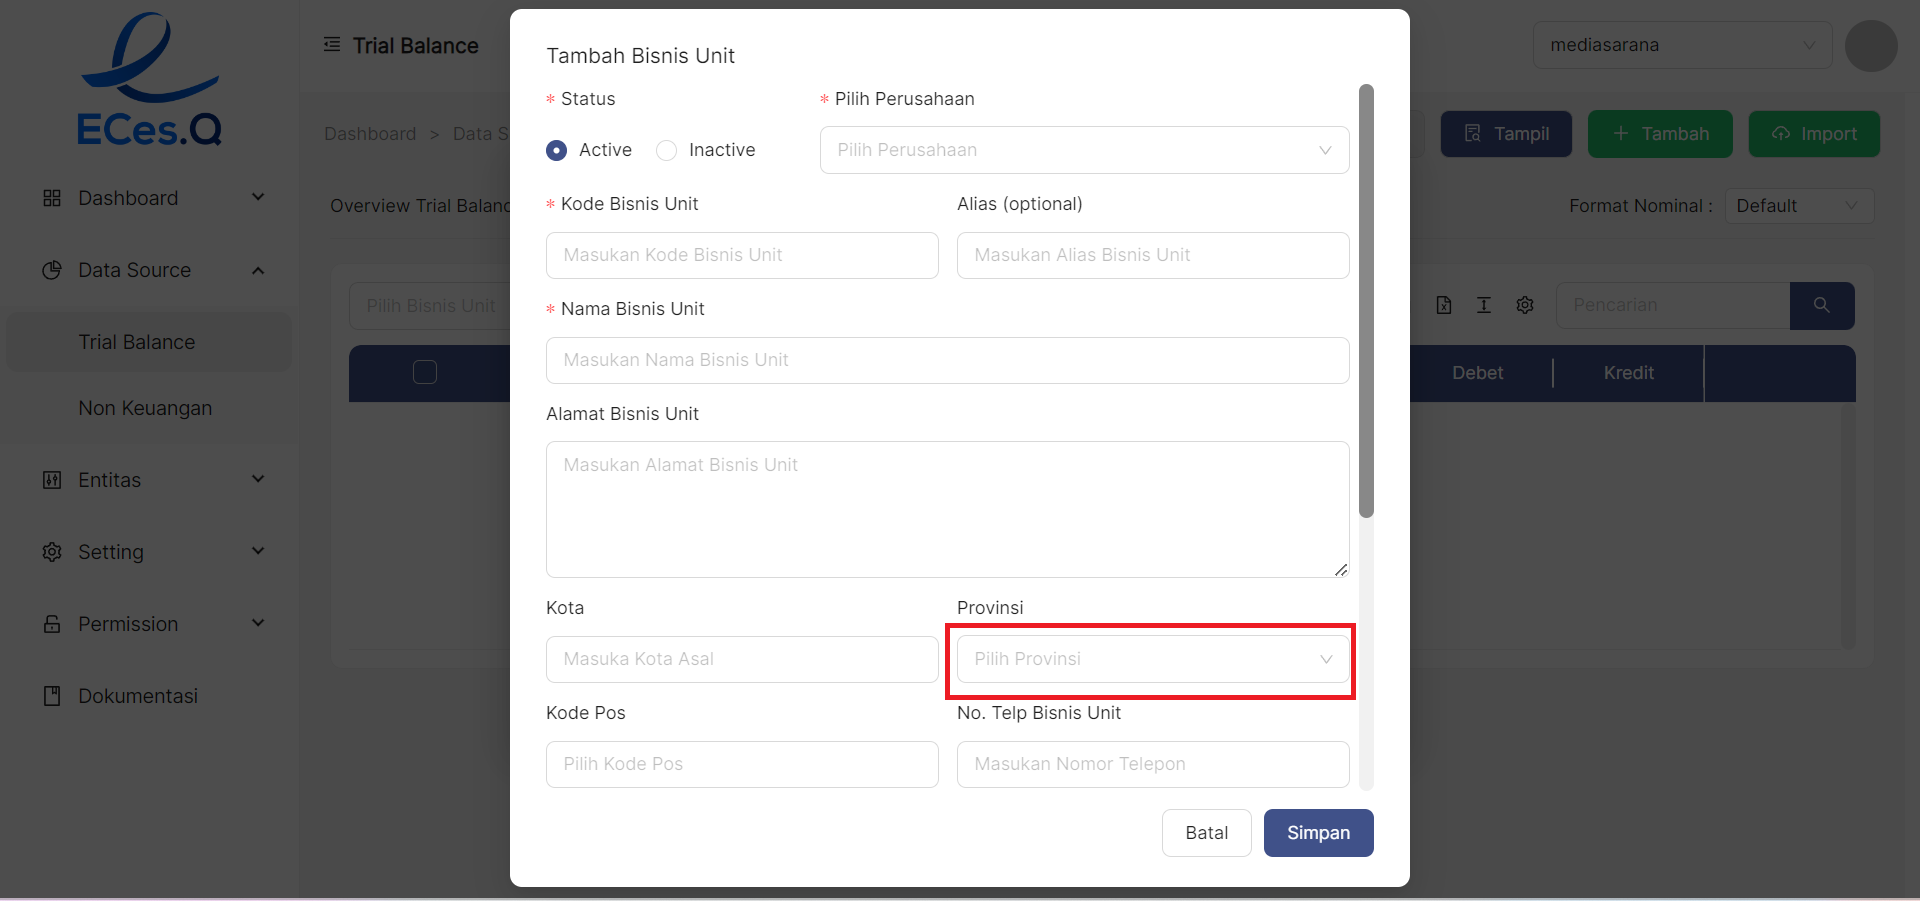 ECes.Q
Dashboard
Data Source
Trial Balance
Non Keuangan
Entitas
Setting
Permission
Dokumentasi
Trial Balance
mediasarana
Dashboard > Data S
Tampil
+ Tambah
Import
Overview Trial Balanc
Format Nominal : Default
Pilih Bisnis Unit
Pencarian
Debet
Kredit
Tambah Bisnis Unit
* Status
* Pilih Perusahaan
Active
Inactive
Pilih Perusahaan
* Kode Bisnis Unit
Alias (optional)
Masukan Kode Bisnis Unit
Masukan Alias Bisnis Unit
* Nama Bisnis Unit
Masukan Nama Bisnis Unit
Alamat Bisnis Unit
Masukan Alamat Bisnis Unit
Kota
Provinsi
Masuka Kota Asal
Pilih Provinsi
Kode Pos
No. Telp Bisnis Unit
Pilih Kode Pos
Masukan Nomor Telepon
Batal
Simpan